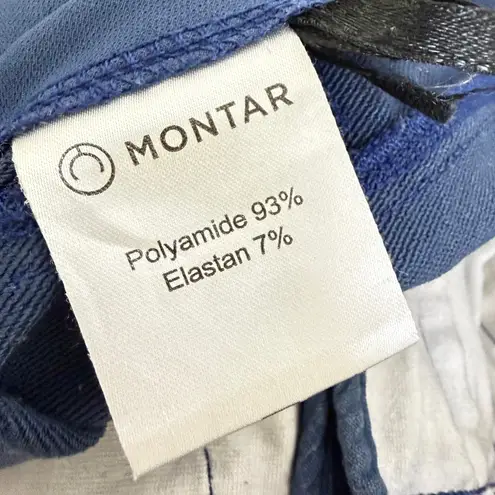 MONTAR
Polyamide 93%
Elastan 7%